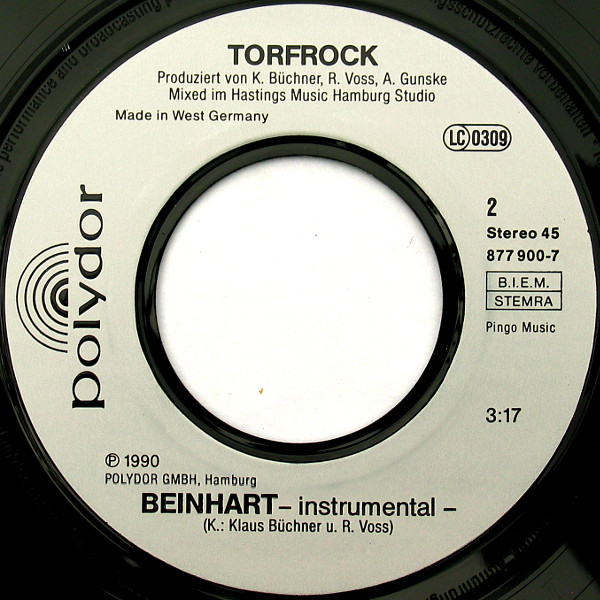 TORFROCK
Produziert von K. Büchner, R. Voss, A. Gunske
Mixed im Hastings Music Hamburg Studio
Made in West Germany
LC 0309
polydor
2
Stereo 45
877 900-7
B.I.E.M.
STEMRA
Pingo Music
3:17
℗ 1990
POLYDOR GMBH, Hamburg
BEINHART – instrumental –
(K.: Klaus Büchner u. R. Voss)